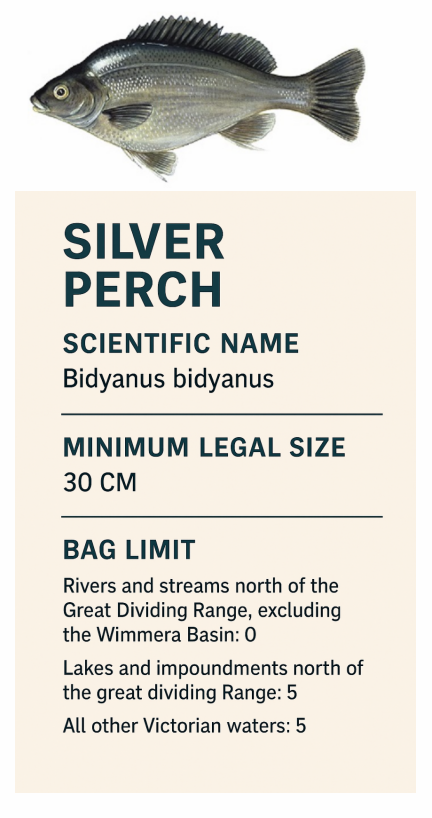 SILVER
PERCH
SCIENTIFIC NAME
Bidyanus bidyanus
MINIMUM LEGAL SIZE
30 CM
BAG LIMIT
Rivers and streams north of the
Great Dividing Range, excluding
the Wimmera Basin: 0
Lakes and impoundments north of
the great dividing Range: 5
All other Victorian waters: 5